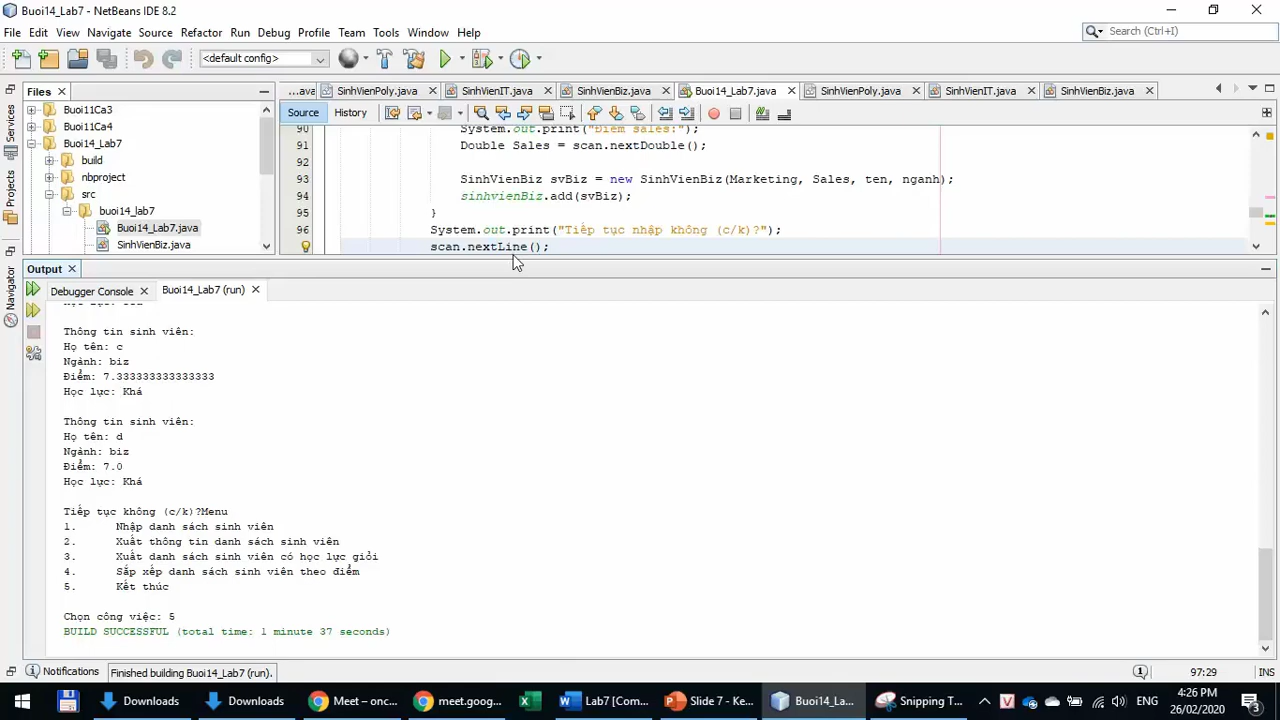 Buoi14_Lab7 - NetBeans IDE 8.2
File Edit View Navigate Source Refactor Run Debug Profile Team Tools Window Help
Search (Ctrl+I)
<default config>
Files
...ava SinhVienPoly.java SinhVienIT.java SinhVienBiz.java Buoi14_Lab7.java SinhVienPoly.java SinhVienIT.java SinhVienBiz.java
Source History
Services
Projects
Navigator
Buoi11Ca3
Buoi11Ca4
Buoi14_Lab7
build
nbproject
src
buoi14_lab7
Buoi14_Lab7.java
SinhVienBiz.java
90 System.out.print("Điểm sales:");
91 Double Sales = scan.nextDouble();
92
93 SinhVienBiz svBiz = new SinhVienBiz(Marketing, Sales, ten, nganh);
94 sinhvienBiz.add(svBiz);
95 }
96 System.out.print("Tiếp tục nhập không (c/k)?");
scan.nextLine();
Output
Debugger Console Buoi14_Lab7 (run)
Thông tin sinh viên:
Họ tên: c
Ngành: biz
Điểm: 7.333333333333333
Học lực: Khá
Thông tin sinh viên:
Họ tên: d
Ngành: biz
Điểm: 7.0
Học lực: Khá
Tiếp tục không (c/k)?Menu
1. Nhập danh sách sinh viên
2. Xuất thông tin danh sách sinh viên
3. Xuất danh sách sinh viên có học lực giỏi
4. Sắp xếp danh sách sinh viên theo điểm
5. Kết thúc
Chọn công việc: 5
BUILD SUCCESSFUL (total time: 1 minute 37 seconds)
Notifications Finished building Buoi14_Lab7 (run). 1 97:29 INS
Downloads Downloads Meet – onc... meet.goog... Lab7 [Com... Slide 7 - Ke... Buoi14_La... Snipping T... ENG
4:26 PM
26/02/2020
3